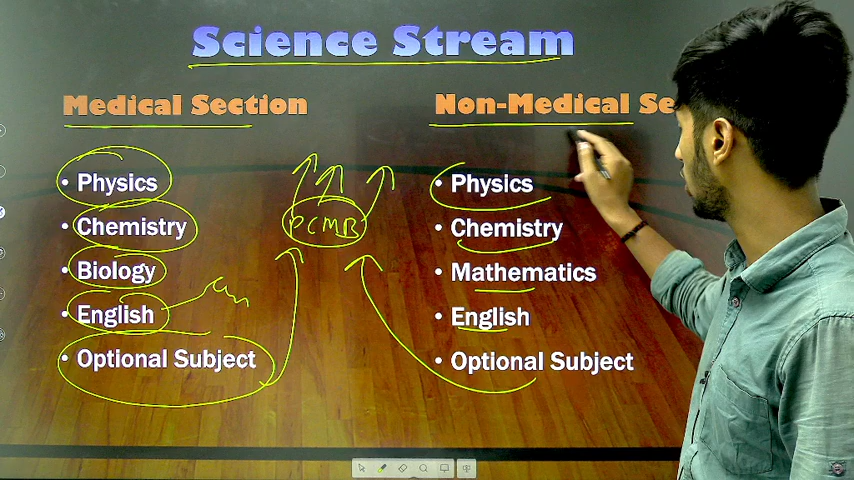 Science Stream
Medical Section
• Physics
• Chemistry
• Biology
• English
• Optional Subject
PCMB
Non-Medical Se
• Physics
• Chemistry
• Mathematics
• English
• Optional Subject